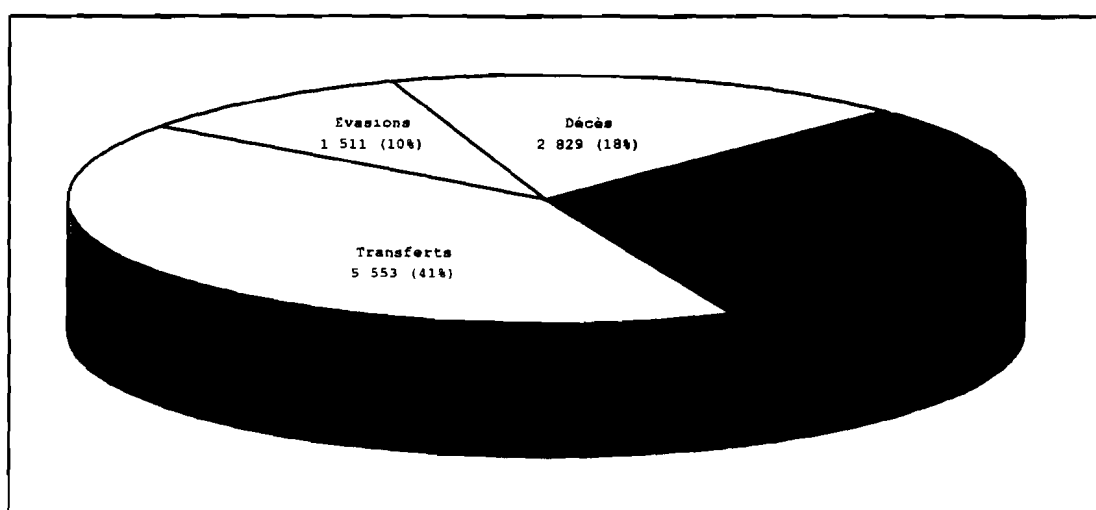 Evasions
1 511 (10%)
Décès
2 829 (18%)
Transferts
5 553 (41%)